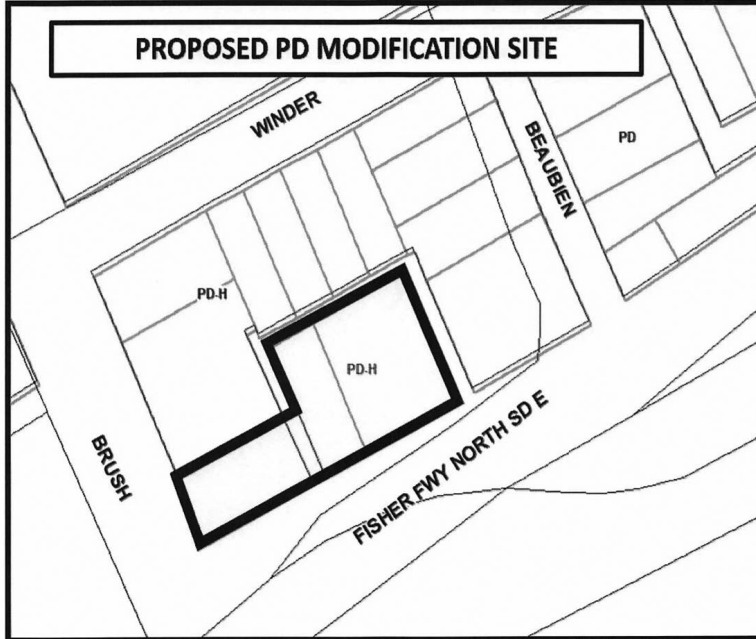 PROPOSED PD MODIFICATION SITE
WINDER
BEAUBIEN
PD
PD-H
PD-H
BRUSH
FISHER FWY NORTH SD E